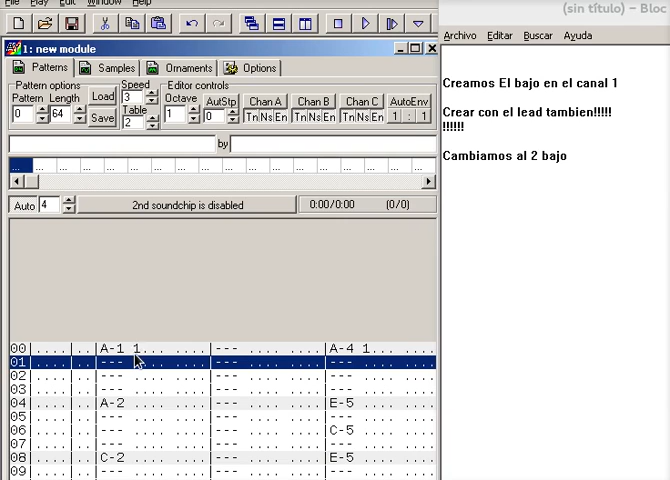 (sin título) – Bloc
Play Edit Window Help
1: new module
Archivo Editar Buscar Ayuda
Patterns Samples Ornaments Options
Pattern options Speed Editor controls
Pattern Length Load 3 Octave AutStp Chan A Chan B Chan C AutoEnv
0 64 Save Table 2 1 0 Tn Ns En Tn Ns En Tn Ns En 1 : 1
by
... ... ... ... ... ... ... ... ... ... ... ... ... ... ... ... ...
Auto 4 2nd soundchip is disabled 0:00/0:00 (0/0)
00 .... .. A-1 1... .... --- .... .... A-4 1... ....
01 .... .. --- .... .... --- .... .... --- .... ....
02 .... .. --- .... .... --- .... .... --- .... ....
03 .... .. --- .... .... --- .... .... --- .... ....
04 .... .. A-2 .... .... --- .... .... E-5 .... ....
05 .... .. --- .... .... --- .... .... --- .... ....
06 .... .. --- .... .... --- .... .... C-5 .... ....
07 .... .. --- .... .... --- .... .... --- .... ....
08 .... .. C-2 .... .... --- .... .... E-5 .... ....
09 .... .. --- .... .... --- .... .... --- .... ....
Creamos El bajo en el canal 1
Crear con el lead tambien!!!!!
!!!!!!
Cambiamos al 2 bajo